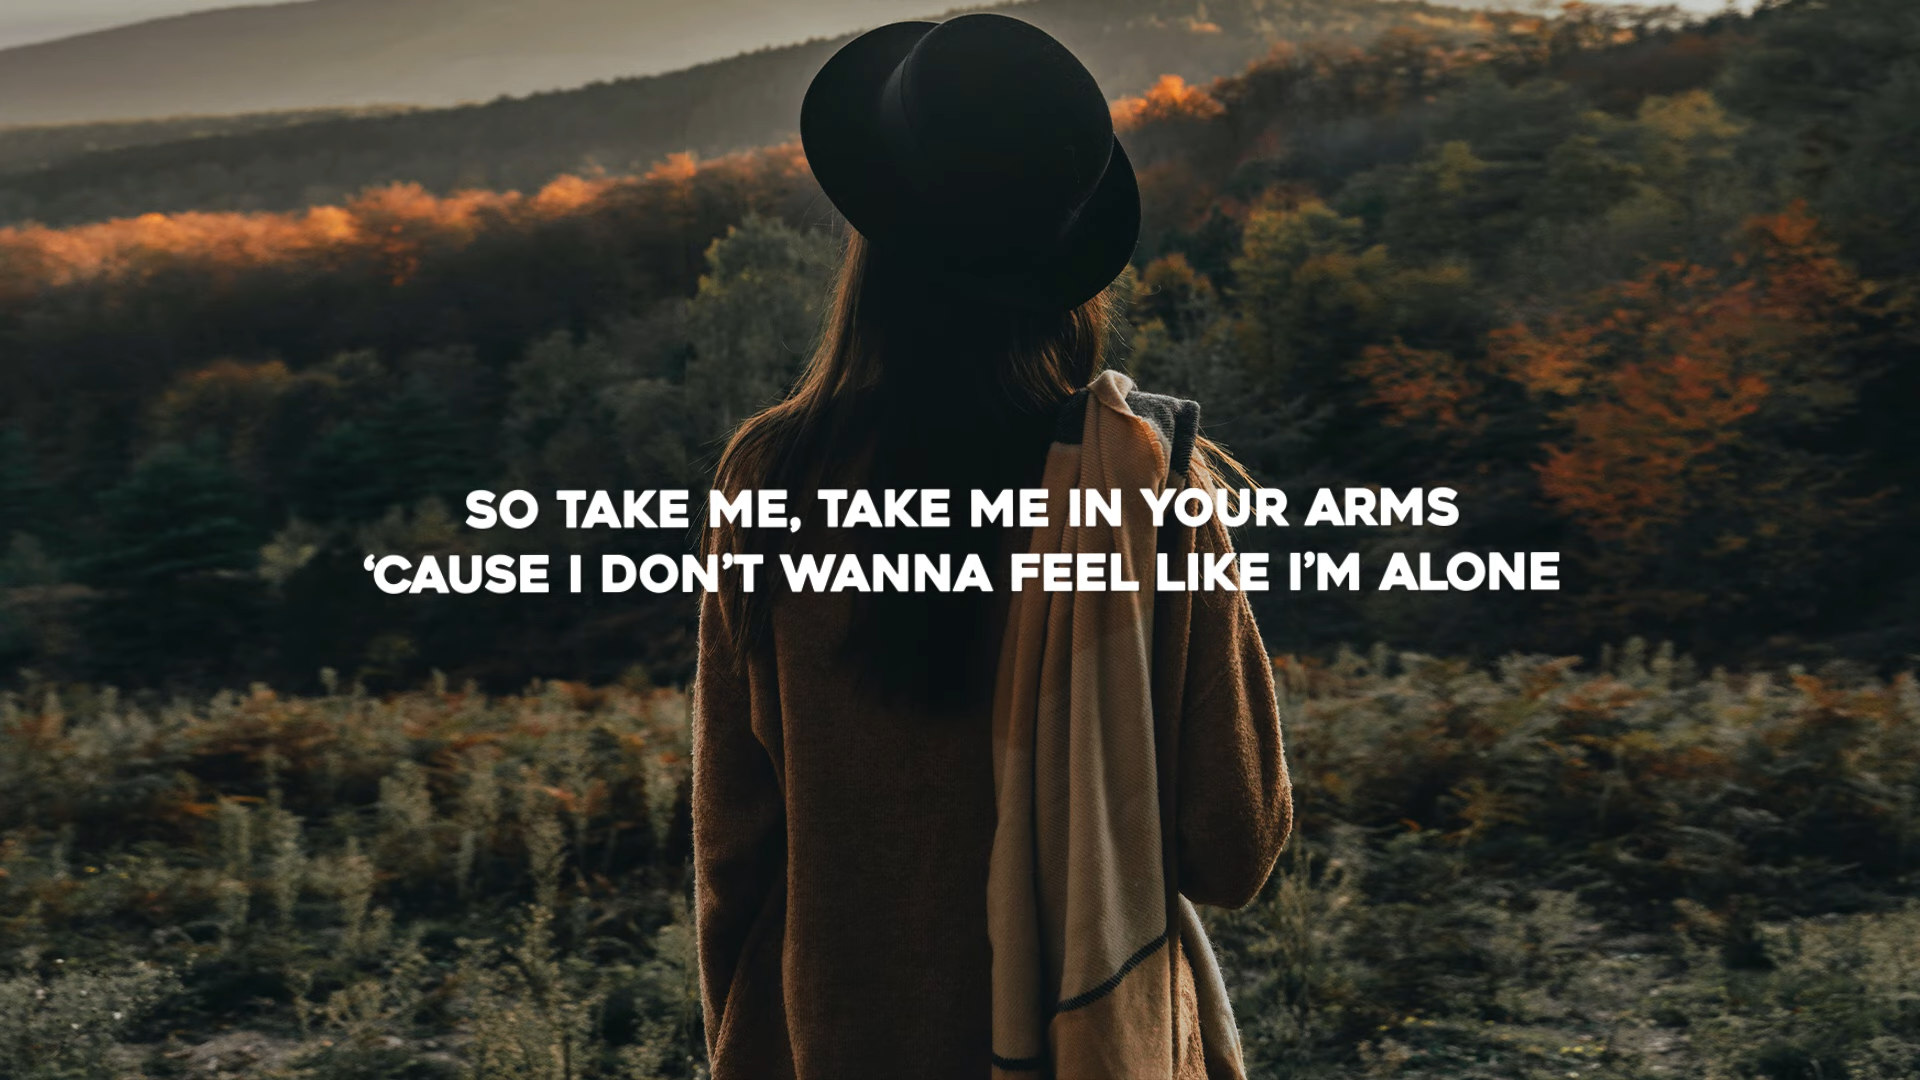 SO TAKE ME, TAKE ME IN YOUR ARMS
‘CAUSE I DON’T WANNA FEEL LIKE I’M ALONE